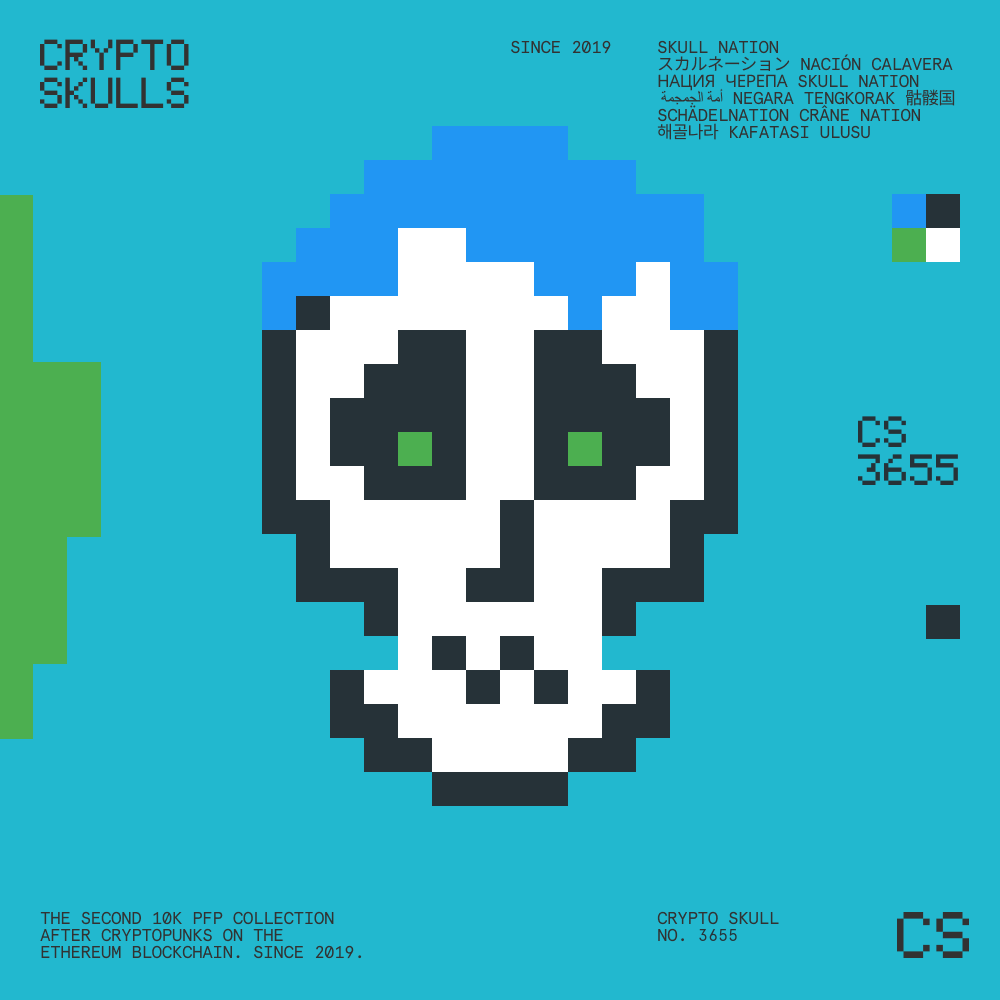 CRYPTO
SKULLS
SINCE 2019
SKULL NATION
スカルネーション NACIÓN CALAVERA
НАЦИЯ ЧЕРЕПА SKULL NATION
أمة الجمجمة NEGARA TENGKORAK 骷髅国
SCHÄDELNATION CRÂNE NATION
해골나라 KAFATASI ULUSU
CS
3655
THE SECOND 10K PFP COLLECTION
AFTER CRYPTOPUNKS ON THE
ETHEREUM BLOCKCHAIN. SINCE 2019.
CRYPTO SKULL
NO. 3655
CS